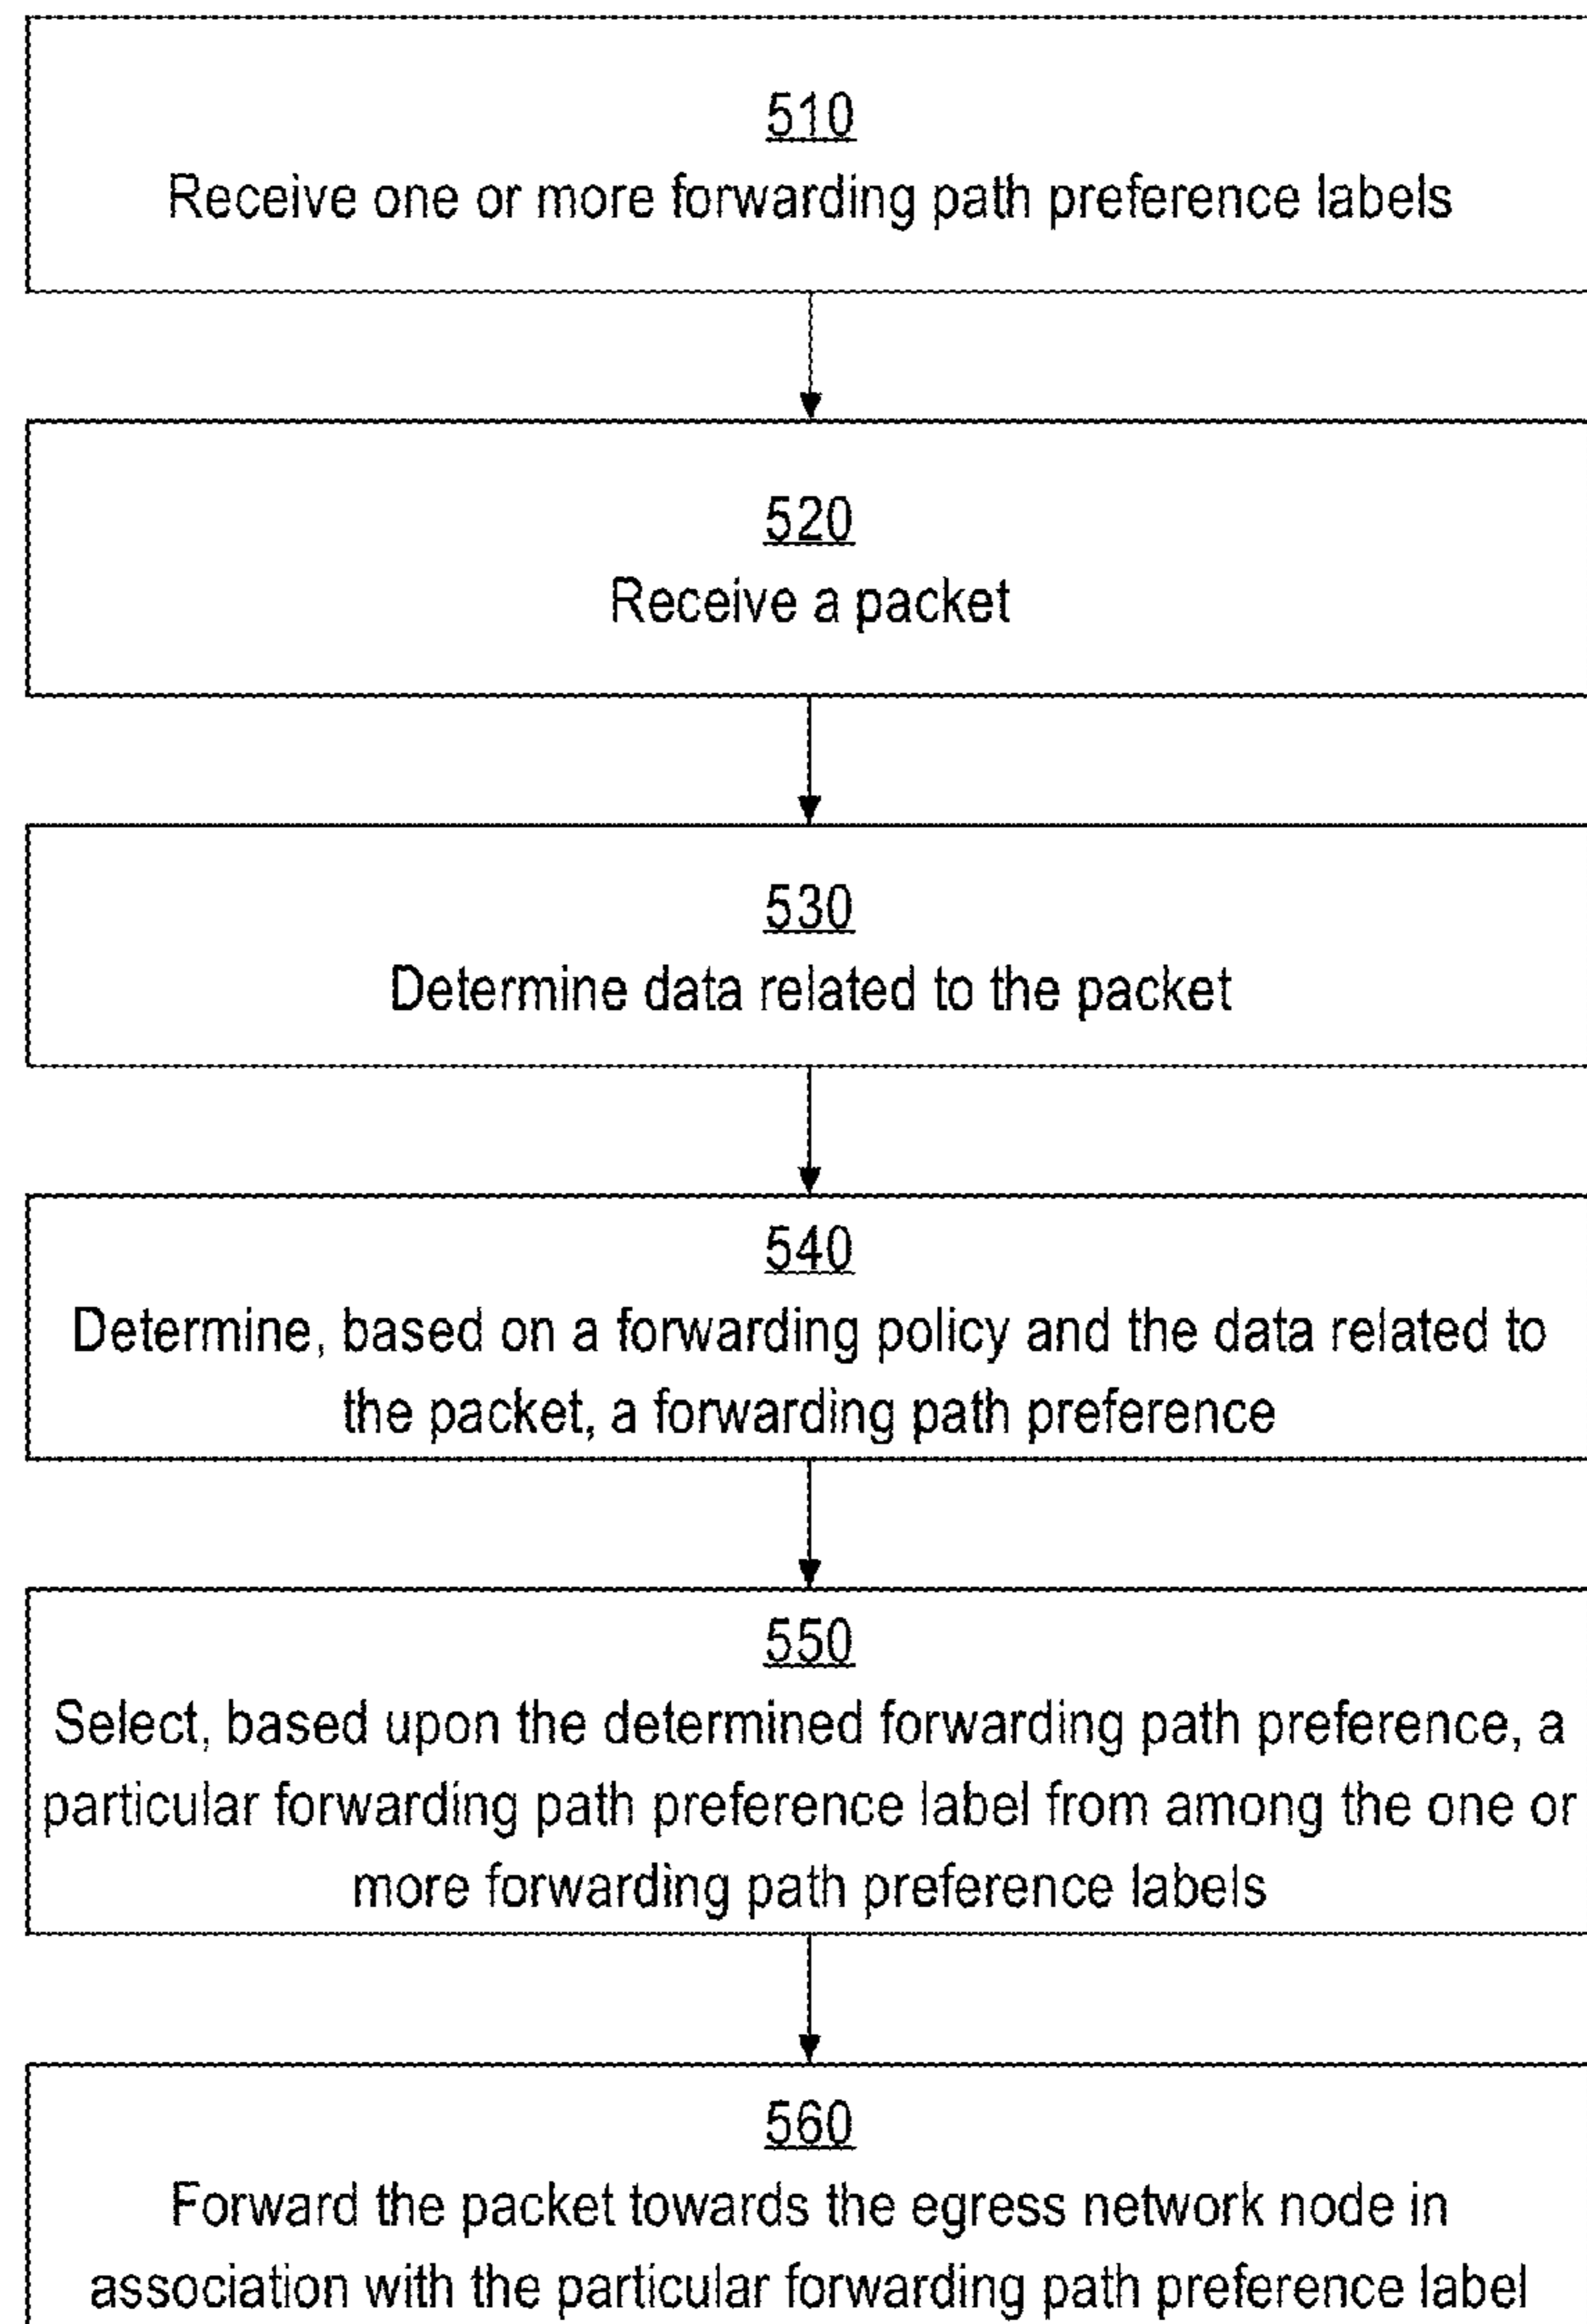 510
Receive one or more forwarding path preference labels
520
Receive a packet
530
Determine data related to the packet
540
Determine, based on a forwarding policy and the data related to
the packet, a forwarding path preference
550
Select, based upon the determined forwarding path preference, a
particular forwarding path preference label from among the one or
more forwarding path preference labels
560
Forward the packet towards the egress network node in
association with the particular forwarding path preference label